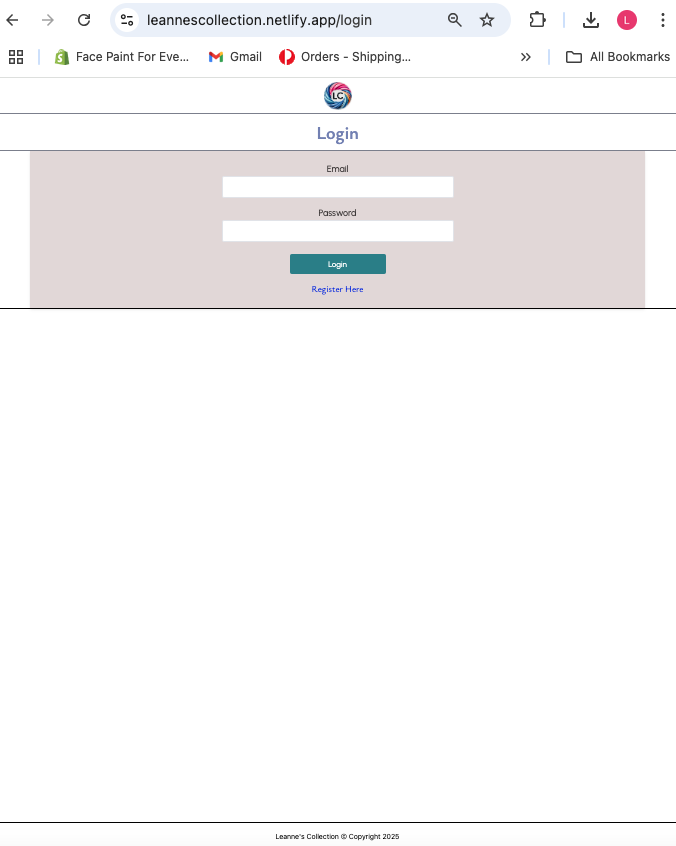 leannescollection.netlify.app/login
L
Face Paint For Eve...
Gmail
Orders - Shipping...
All Bookmarks
LC
Login
Email
Password
Login
Register Here
Leanne's Collection © Copyright 2025